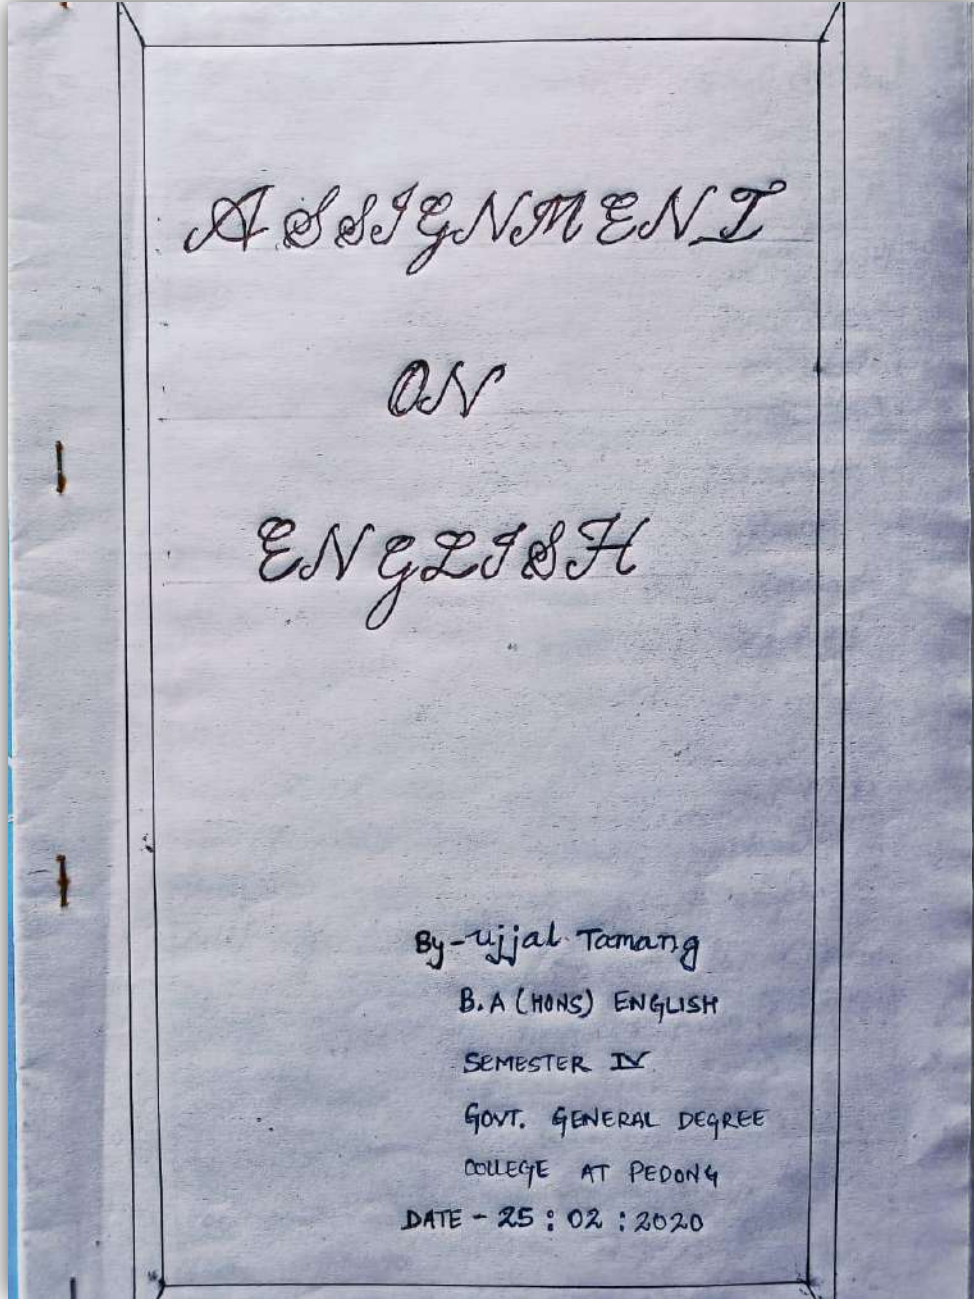 ASSIGNMENT
ON
ENGLISH
By-Ujjal Tamang
B.A (HONS) ENGLISH
SEMESTER IV
GOVT. GENERAL DEGREE
COLLEGE AT PEDONG
DATE - 25 : 02 : 2020